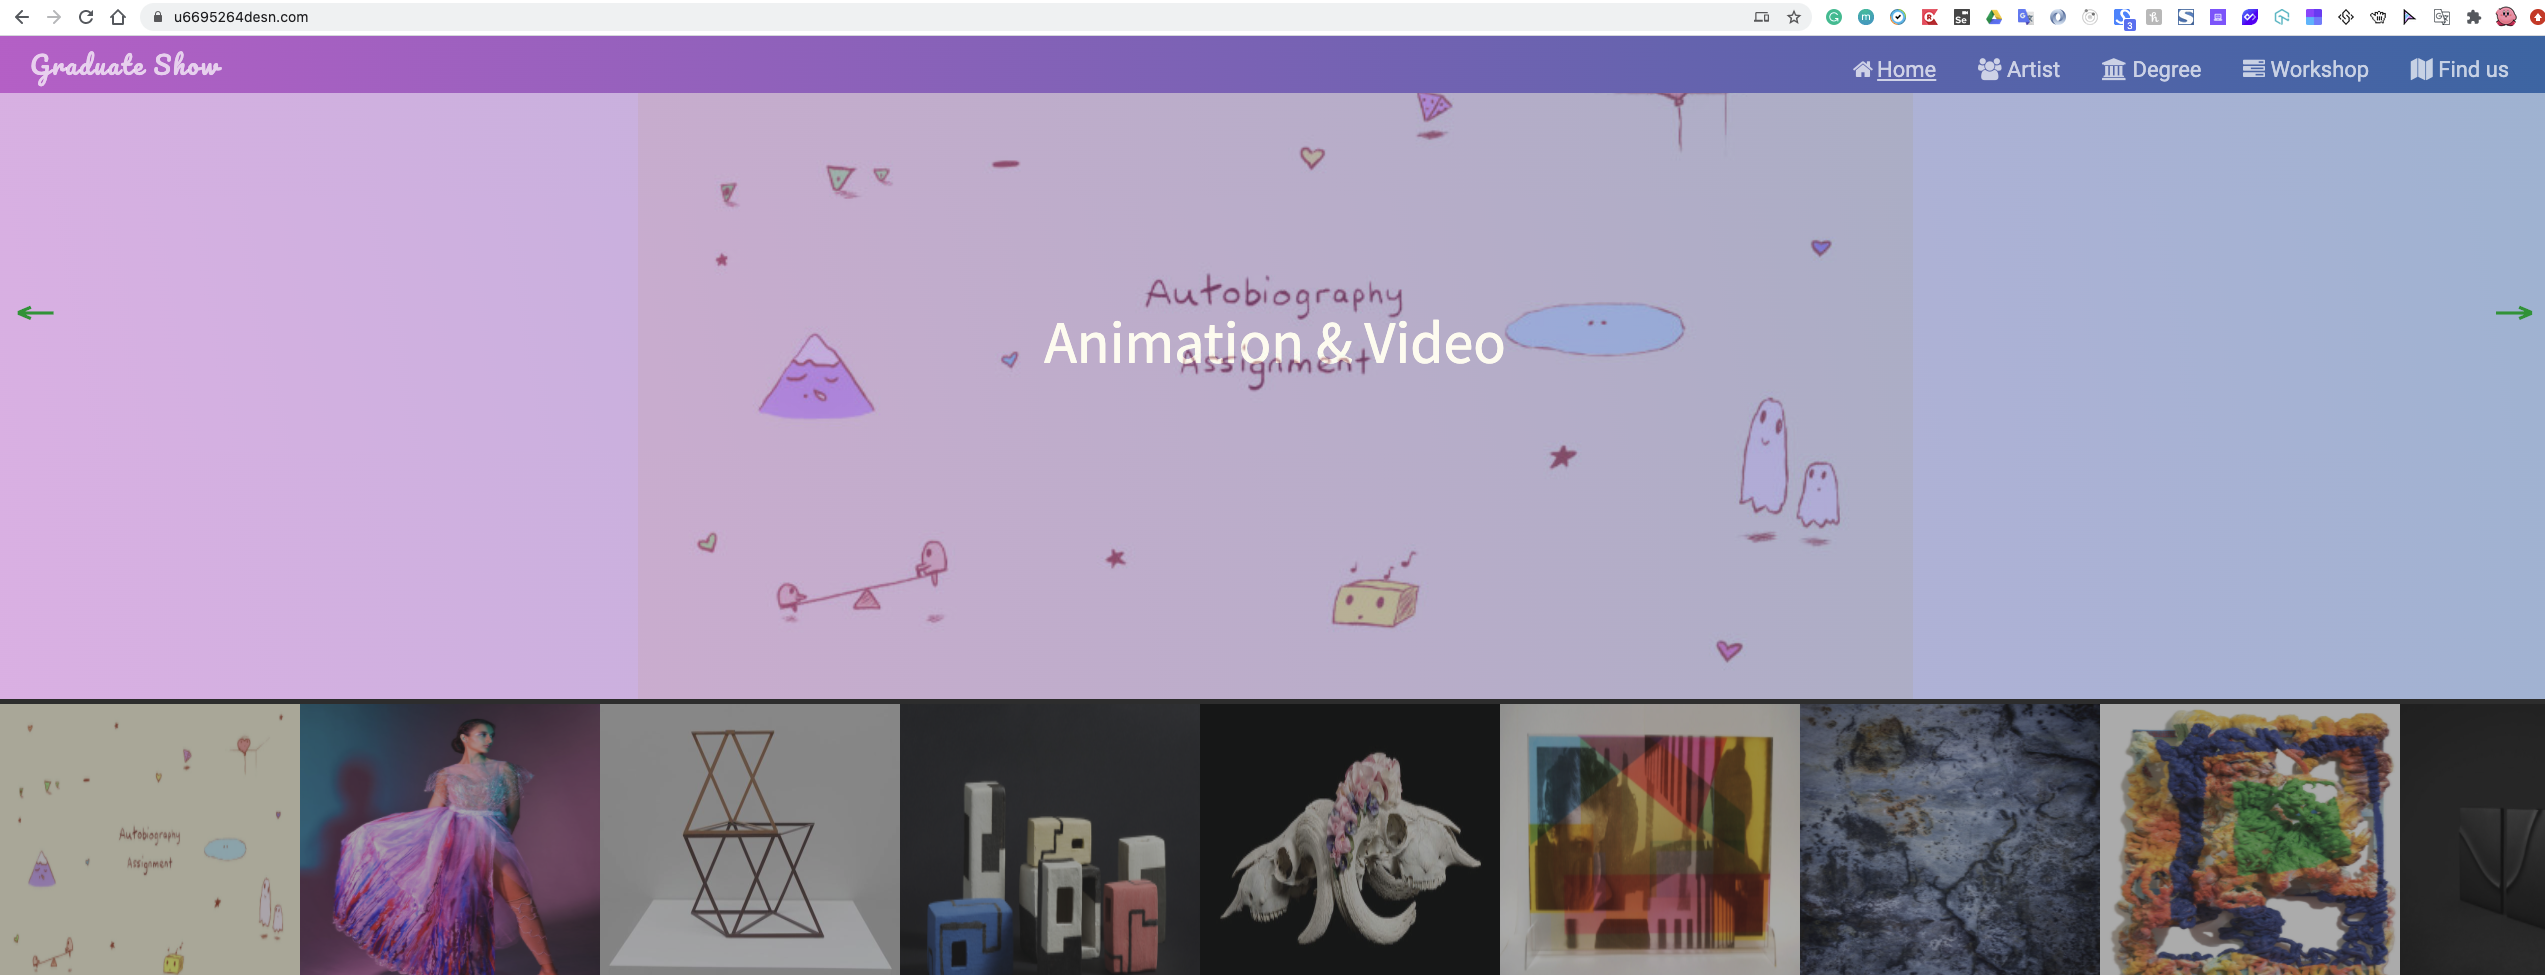 u6695264desn.com
Graduate Show
Home
Artist
Degree
Workshop
Find us
Autobiography
Animation & Video
Assignment
Autobiography
Assignment